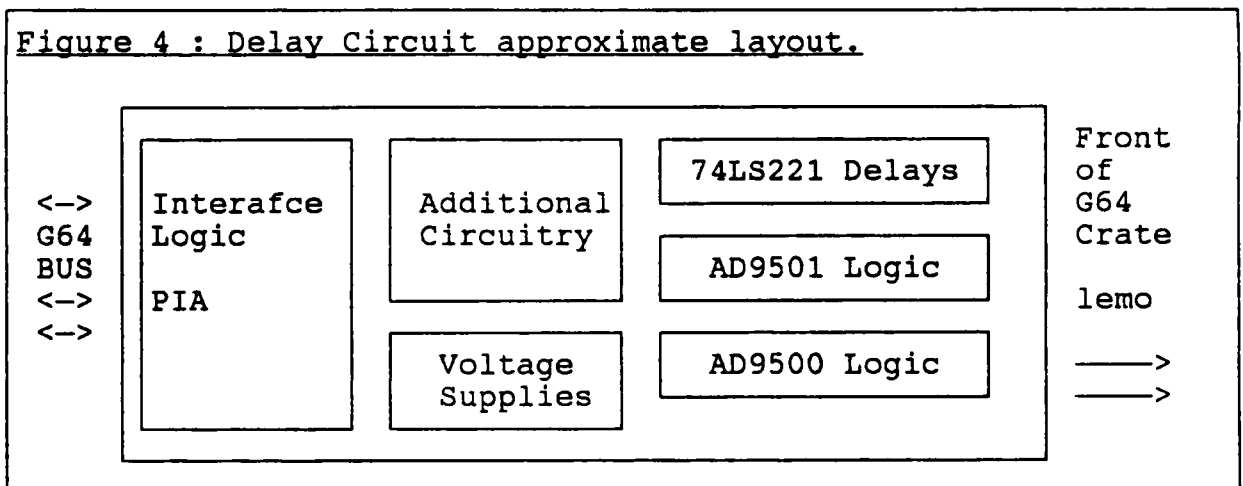 Figure 4 : Delay Circuit approximate layout.
<->
G64
BUS
<->
<->
Interafce
Logic
PIA
Additional
Circuitry
Voltage
Supplies
74LS221 Delays
AD9501 Logic
AD9500 Logic
Front
of
G64
Crate
lemo
——>
——>